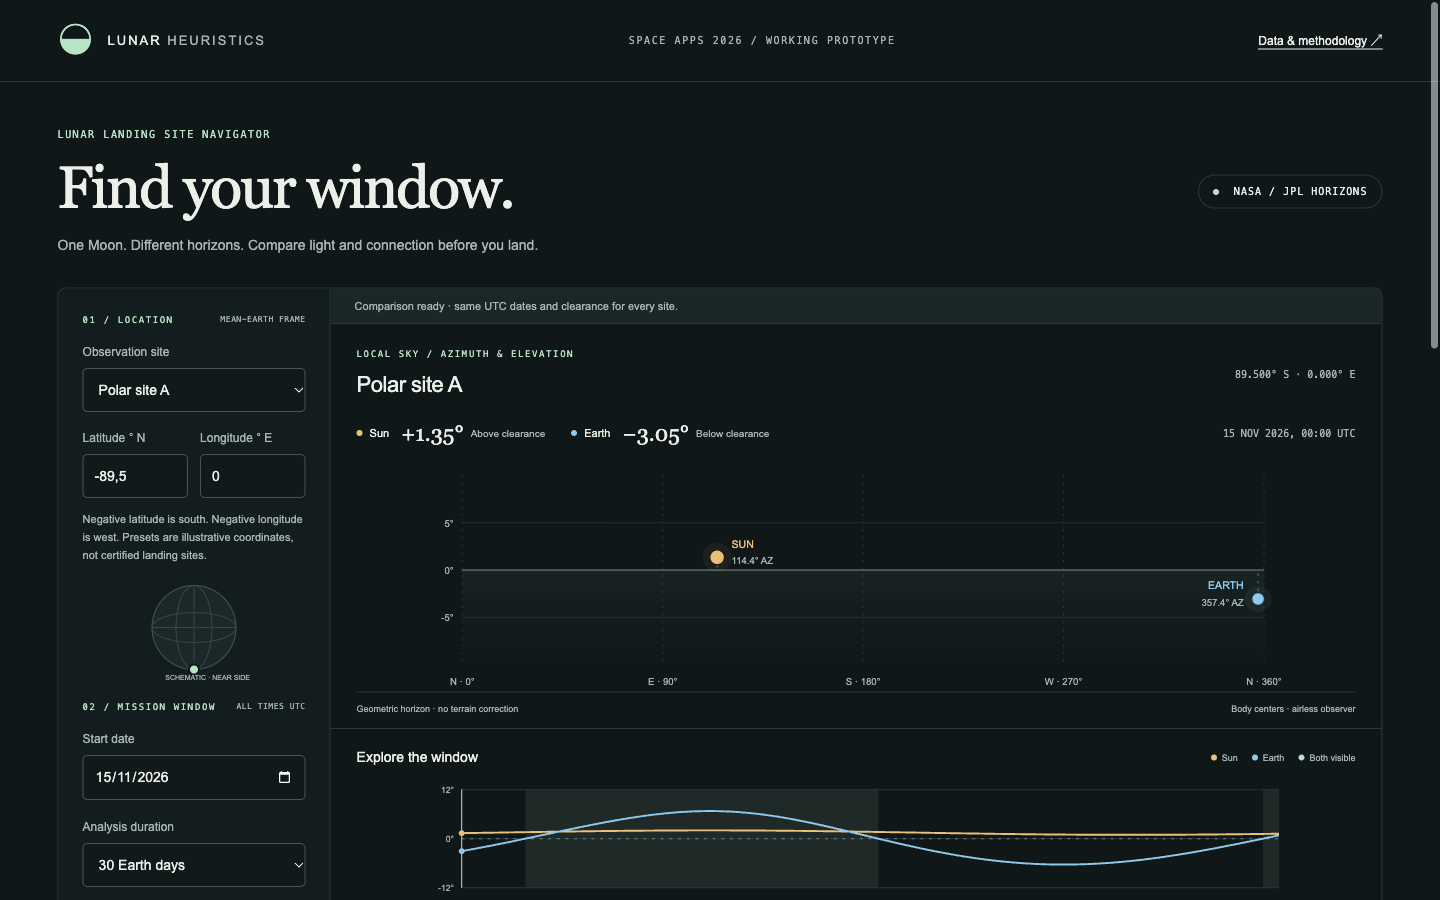 LUNAR HEURISTICS
SPACE APPS 2026 / WORKING PROTOTYPE
Data & methodology ↗
LUNAR LANDING SITE NAVIGATOR
Find your window.
NASA / JPL HORIZONS
One Moon. Different horizons. Compare light and connection before you land.
01 / LOCATION
MEAN-EARTH FRAME
Observation site
Polar site A
Latitude ° N
Longitude ° E
-89,5
0
Negative latitude is south. Negative longitude
is west. Presets are illustrative coordinates,
not certified landing sites.
SCHEMATIC · NEAR SIDE
02 / MISSION WINDOW
ALL TIMES UTC
Start date
15/11/2026
Analysis duration
30 Earth days
Comparison ready · same UTC dates and clearance for every site.
LOCAL SKY / AZIMUTH & ELEVATION
Polar site A
89.500° S · 0.000° E
Sun +1.35° Above clearance
Earth −3.05° Below clearance
15 NOV 2026, 00:00 UTC
5°
0°
-5°
SUN
114.4° AZ
EARTH
357.4° AZ
N · 0°
E · 90°
S · 180°
W · 270°
N · 360°
Geometric horizon · no terrain correction
Body centers · airless observer
Explore the window
Sun
Earth
Both visible
12°
0°
-12°